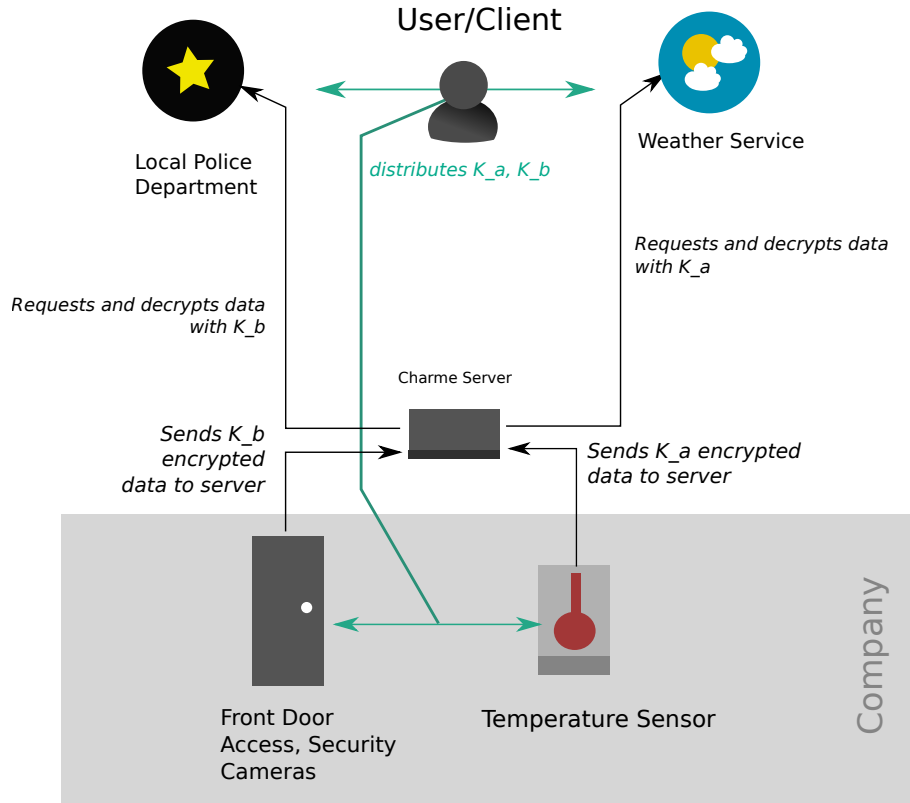 User/Client
Local Police
Department
Weather Service
distributes K_a, K_b
Requests and decrypts data
with K_a
Requests and decrypts data
with K_b
Charme Server
Sends K_b
encrypted
data to server
Sends K_a encrypted
data to server
Company
Front Door
Access, Security
Cameras
Temperature Sensor